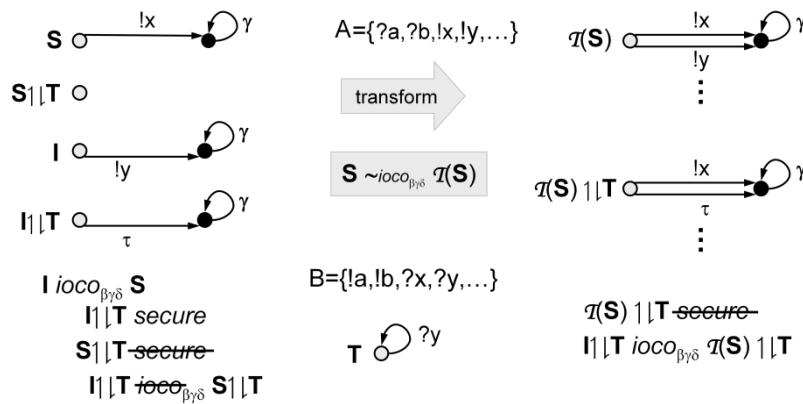 S !x γ
A={?a,?b,!x,!y,…}
𝒯(S) !x !y γ
⋮
S⥮T
transform
I !y γ
S ~ioco_βγδ 𝒯(S)
I⥮T τ γ
𝒯(S) ⥮T !x τ γ
⋮
I ioco_βγδ S
I⥮T secure
S⥮T secure
I⥮T ioco_βγδ S⥮T
B={!a,!b,?x,?y,…}
T ?y
𝒯(S) ⥮T secure
I⥮T ioco_βγδ 𝒯(S) ⥮T